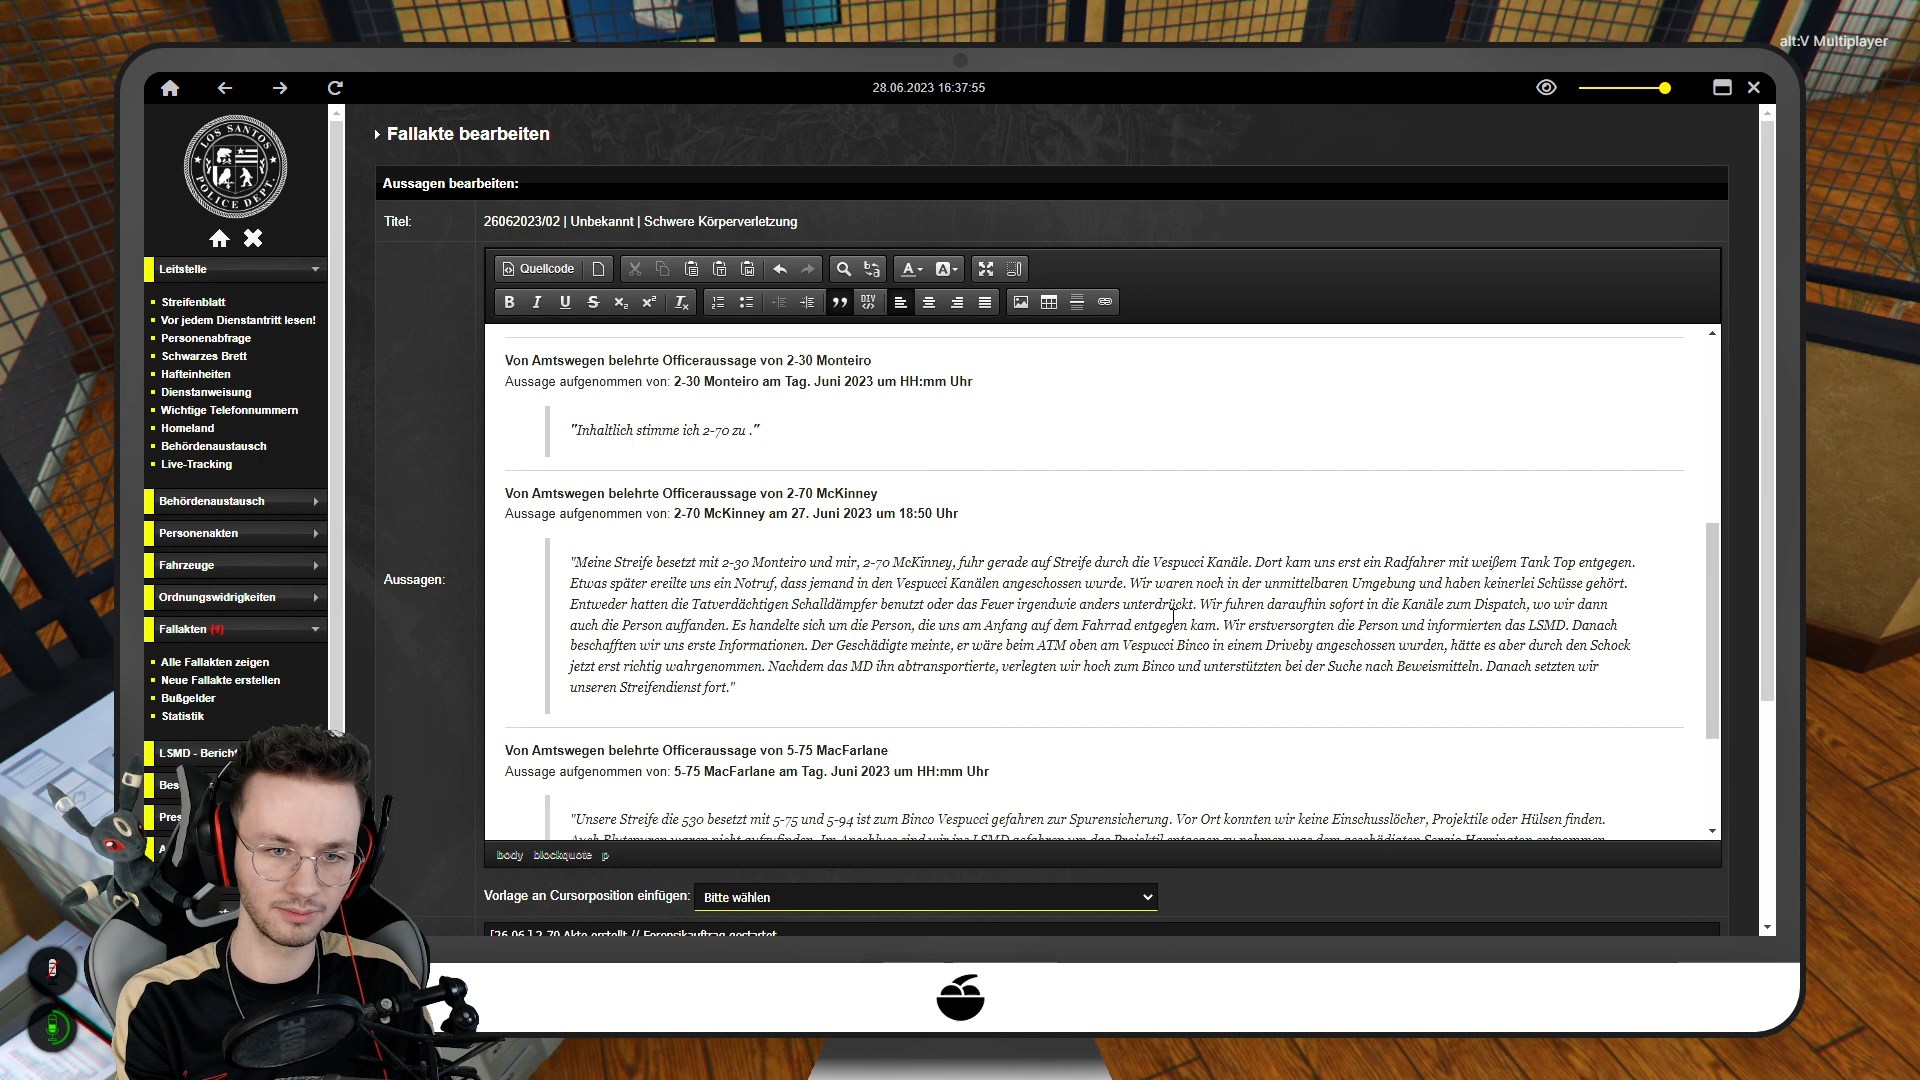 alt:V Multiplayer
28.06.2023 16:37:55
LOS SANTOS
POLICE DEPT.
Fallakte bearbeiten
Aussagen bearbeiten:
Titel:
26062023/02 | Unbekannt | Schwere Körperverletzung
Leitstelle
Streifenblatt
Vor jedem Dienstantritt lesen!
Personenabfrage
Schwarzes Brett
Hafteinheiten
Dienstanweisung
Wichtige Telefonnummern
Homeland
Behördenaustausch
Live-Tracking
Behördenaustausch
Personenakten
Fahrzeuge
Ordnungswidrigkeiten
Fallakten
Alle Fallakten zeigen
Neue Fallakte erstellen
Bußgelder
Statistik
LSMD - Bericht
Bes
Pres
A
Quellcode
Aussagen:
Von Amtswegen belehrte Officeraussage von 2-30 Monteiro
Aussage aufgenommen von: 2-30 Monteiro am Tag. Juni 2023 um HH:mm Uhr
"Inhaltlich stimme ich 2-70 zu ."
Von Amtswegen belehrte Officeraussage von 2-70 McKinney
Aussage aufgenommen von: 2-70 McKinney am 27. Juni 2023 um 18:50 Uhr
"Meine Streife besetzt mit 2-30 Monteiro und mir, 2-70 McKinney, fuhr gerade auf Streife durch die Vespucci Kanäle. Dort kam uns erst ein Radfahrer mit weißem Tank Top entgegen.
Etwas später ereilte uns ein Notruf, dass jemand in den Vespucci Kanälen angeschossen wurde. Wir waren noch in der unmittelbaren Umgebung und haben keinerlei Schüsse gehört.
Entweder hatten die Tatverdächtigen Schalldämpfer benutzt oder das Feuer irgendwie anders unterdrückt. Wir fuhren daraufhin sofort in die Kanäle zum Dispatch, wo wir dann
auch die Person auffanden. Es handelte sich um die Person, die uns am Anfang auf dem Fahrrad entgegen kam. Wir erstversorgten die Person und informierten das LSMD. Danach
beschafften wir uns erste Informationen. Der Geschädigte meinte, er wäre beim ATM oben am Vespucci Binco in einem Driveby angeschossen wurden, hätte es aber durch den Schock
jetzt erst richtig wahrgenommen. Nachdem das MD ihn abtransportierte, verlegten wir hoch zum Binco und unterstützten bei der Suche nach Beweismitteln. Danach setzten wir
unseren Streifendienst fort."
Von Amtswegen belehrte Officeraussage von 5-75 MacFarlane
Aussage aufgenommen von: 5-75 MacFarlane am Tag. Juni 2023 um HH:mm Uhr
"Unsere Streife die 530 besetzt mit 5-75 und 5-94 ist zum Binco Vespucci gefahren zur Spurensicherung. Vor Ort konnten wir keine Einschusslöcher, Projektile oder Hülsen finden.
body blockquote p
Vorlage an Cursorposition einfügen: Bitte wählen
[26.06.] 2-70 Akte erstellt // Forensikauftrag gestartet